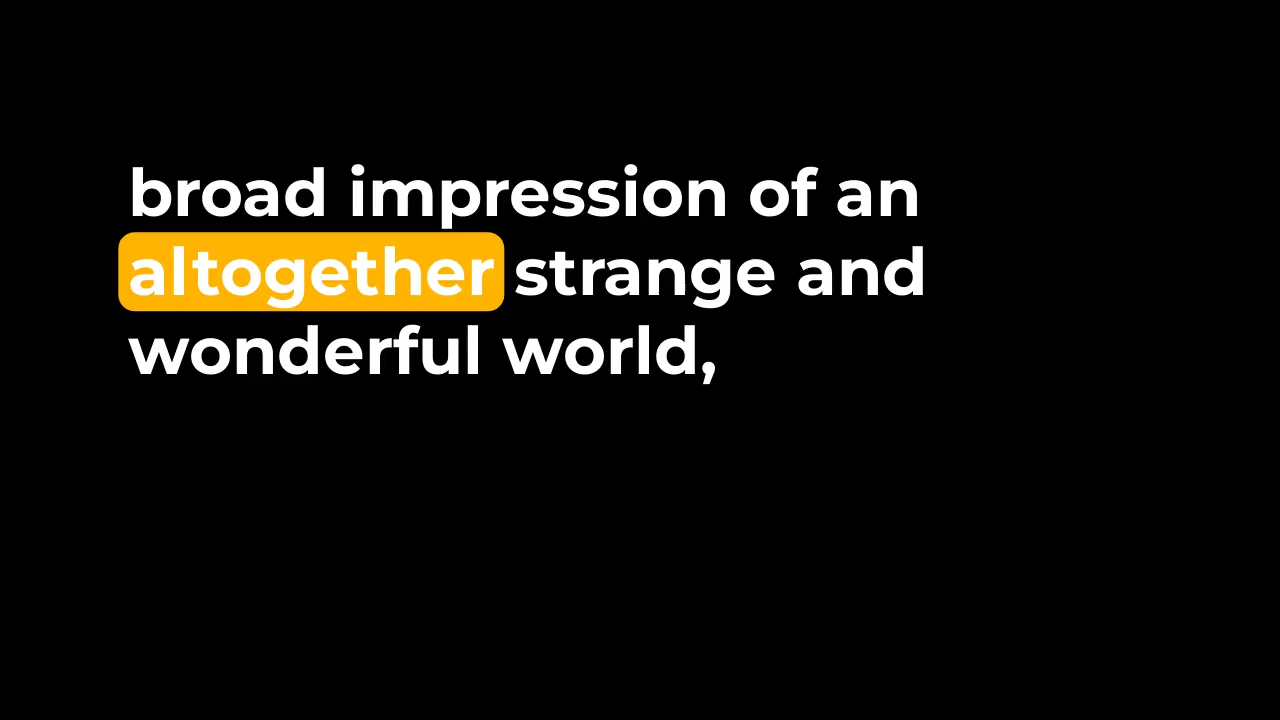 broad impression of an
altogether strange and
wonderful world,